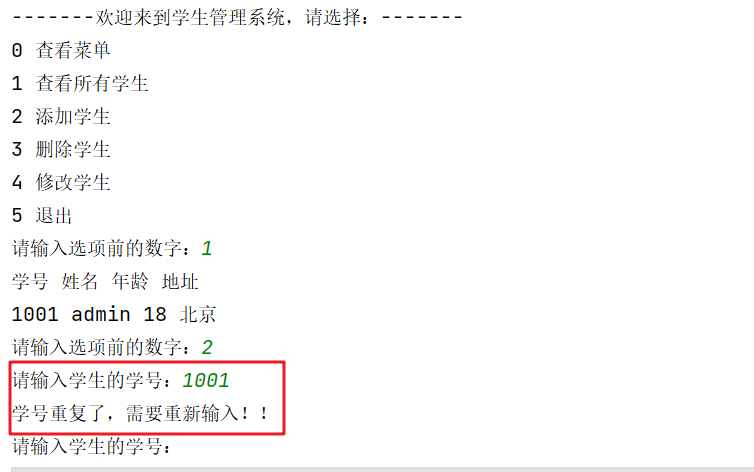 -------欢迎来到学生管理系统，请选择：-------
0 查看菜单
1 查看所有学生
2 添加学生
3 删除学生
4 修改学生
5 退出
请输入选项前的数字：1
学号 姓名 年龄 地址
1001 admin 18 北京
请输入选项前的数字：2
请输入学生的学号：1001
学号重复了，需要重新输入！！
请输入学生的学号：